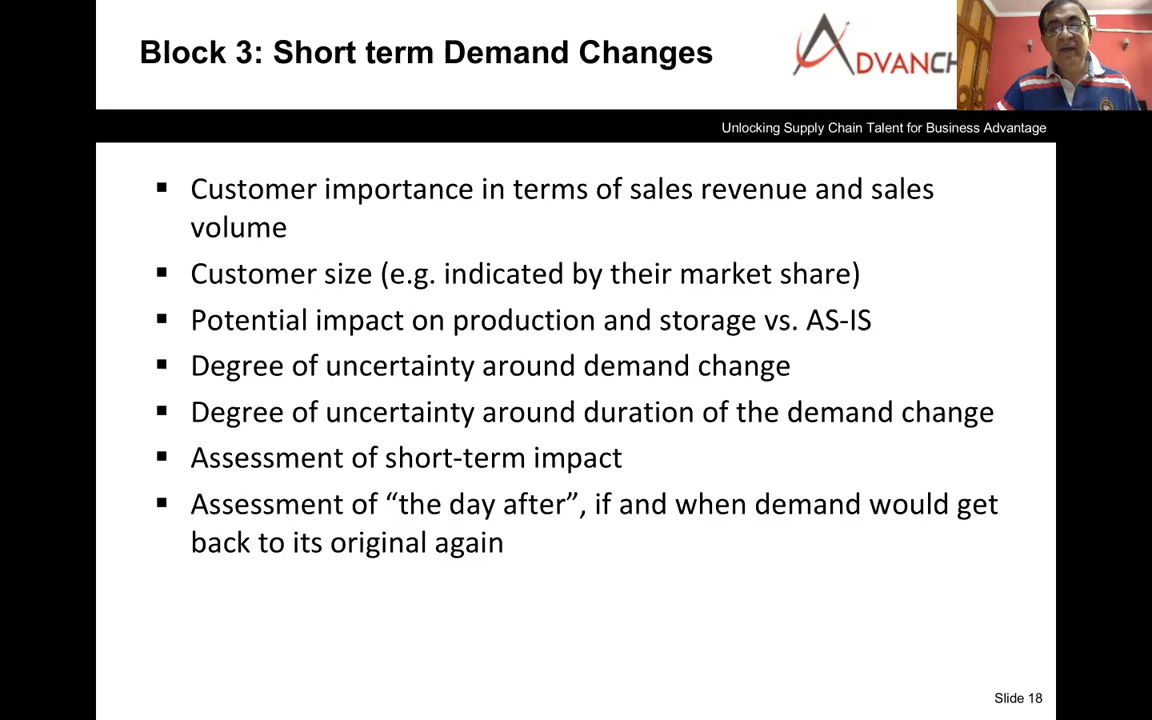 Block 3: Short term Demand Changes
ADVANCH
Unlocking Supply Chain Talent for Business Advantage
▪ Customer importance in terms of sales revenue and sales
volume
▪ Customer size (e.g. indicated by their market share)
▪ Potential impact on production and storage vs. AS-IS
▪ Degree of uncertainty around demand change
▪ Degree of uncertainty around duration of the demand change
▪ Assessment of short-term impact
▪ Assessment of “the day after”, if and when demand would get
back to its original again
Slide 18